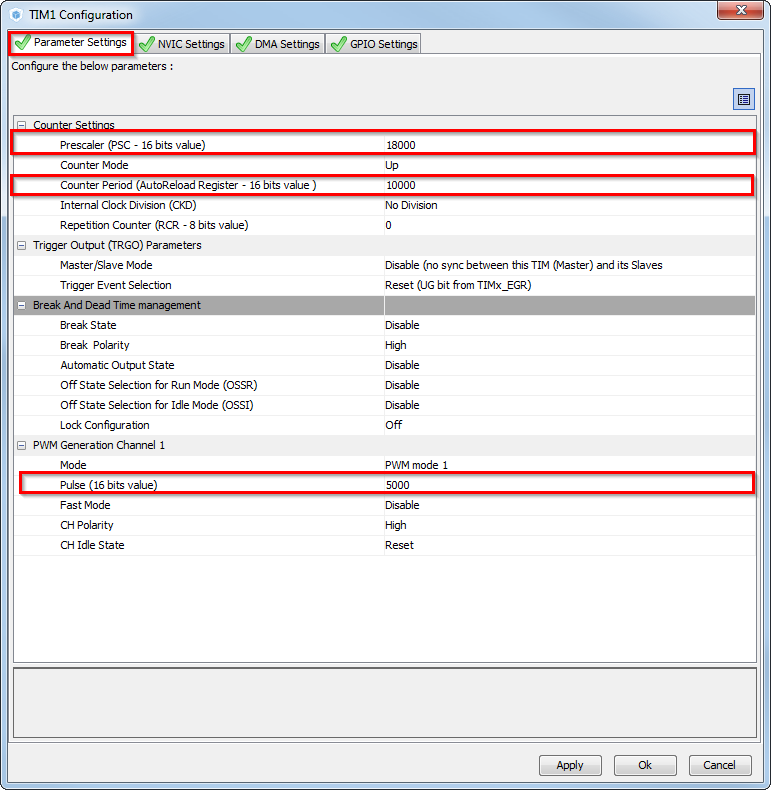 TIM1 Configuration
Parameter Settings NVIC Settings DMA Settings GPIO Settings
Configure the below parameters :
Counter Settings
Prescaler (PSC - 16 bits value) 18000
Counter Mode Up
Counter Period (AutoReload Register - 16 bits value ) 10000
Internal Clock Division (CKD) No Division
Repetition Counter (RCR - 8 bits value) 0
Trigger Output (TRGO) Parameters
Master/Slave Mode Disable (no sync between this TIM (Master) and its Slaves
Trigger Event Selection Reset (UG bit from TIMx_EGR)
Break And Dead Time management
Break State Disable
Break Polarity High
Automatic Output State Disable
Off State Selection for Run Mode (OSSR) Disable
Off State Selection for Idle Mode (OSSI) Disable
Lock Configuration Off
PWM Generation Channel 1
Mode PWM mode 1
Pulse (16 bits value) 5000
Fast Mode Disable
CH Polarity High
CH Idle State Reset
Apply Ok Cancel